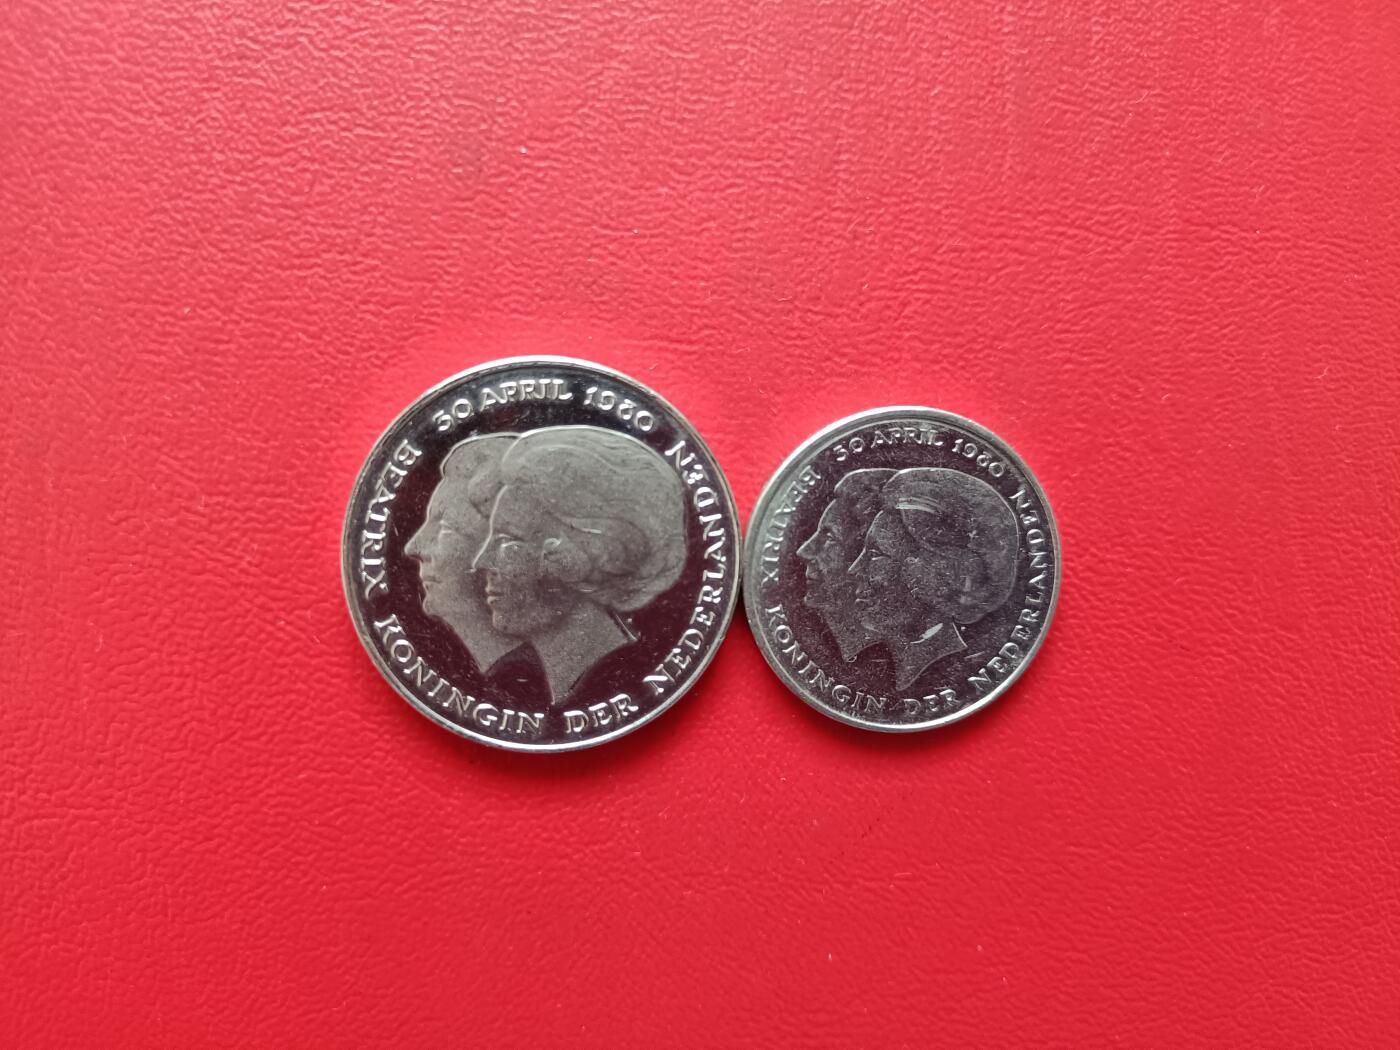 30 APRIL 1980
BEATRIX KONINGIN DER NEDERLANDEN
30 APRIL 1980
BEATRIX KONINGIN DER NEDERLANDEN